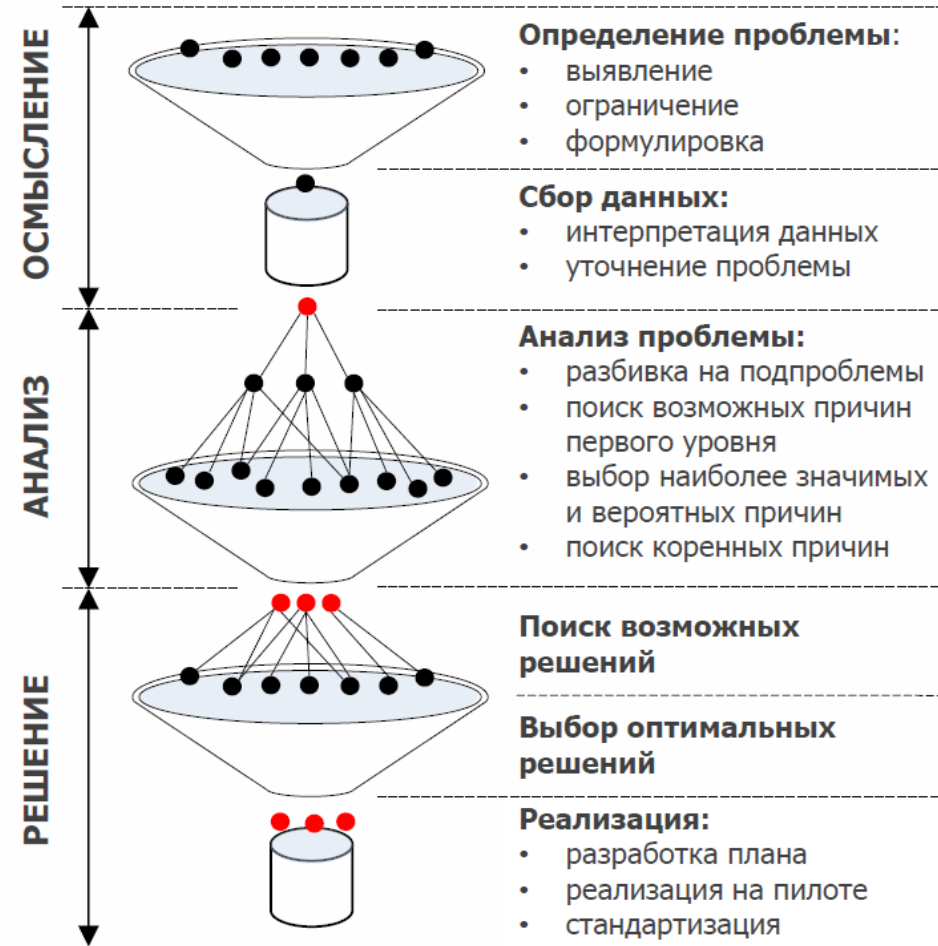 ОСМЫСЛЕНИЕ
Определение проблемы:
• выявление
• ограничение
• формулировка
Сбор данных:
• интерпретация данных
• уточнение проблемы
АНАЛИЗ
Анализ проблемы:
• разбивка на подпроблемы
• поиск возможных причин
первого уровня
• выбор наиболее значимых
и вероятных причин
• поиск коренных причин
РЕШЕНИЕ
Поиск возможных
решений
Выбор оптимальных
решений
Реализация:
• разработка плана
• реализация на пилоте
• стандартизация